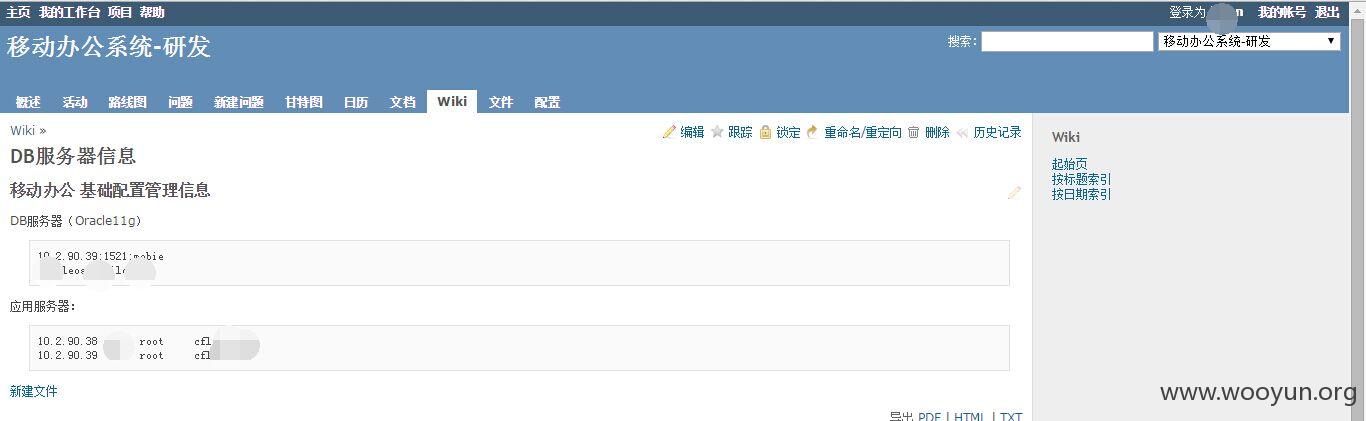 主页 我的工作台 项目 帮助
登录为 n 我的帐号 退出
移动办公系统-研发
搜索: 移动办公系统-研发
概述 活动 路线图 问题 新建问题 甘特图 日历 文档 Wiki 文件 配置
Wiki »
编辑 跟踪 锁定 重命名/重定向 删除 历史记录
DB服务器信息
移动办公 基础配置管理信息
DB服务器（Oracle11g）
10.2.90.39:1521:mobie
应用服务器：
10.2.90.38 root cfl
10.2.90.39 root cfl
新建文件
导出 PDF | HTML | TXT
Wiki
起始页
按标题索引
按日期索引
www.wooyun.org